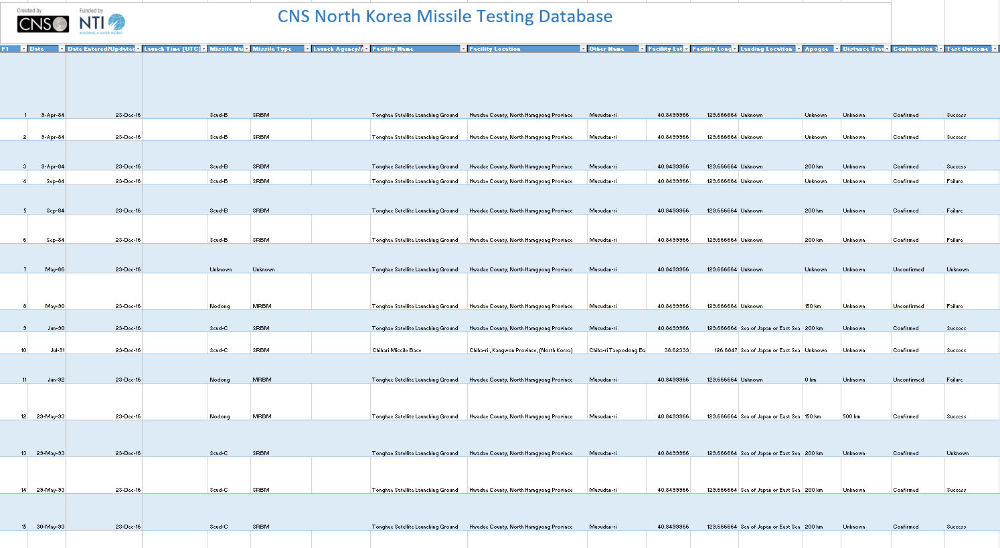 Created by
CNS
Funded by
NTI
BUILDING A SAFER WORLD
CNS North Korea Missile Testing Database
F1 Date Date Entered/Updated Launch Time (UTC) Missile Na Missile Type Launch Agency/ Facility Name Facility Location Other Name Facility Lat Facility Long Landing Location Apogee Distance Trav Confirmation S Test Outcome
1 9-Apr-84 23-Dec-16 Scud-B SRBM Tonghae Satellite Launching Ground Hwadae County, North Hamgyong Province Musudan-ri 40.8499966 129.666664 Unknown Unknown Unknown Confirmed Success
2 9-Apr-84 23-Dec-16 Scud-B SRBM Tonghae Satellite Launching Ground Hwadae County, North Hamgyong Province Musudan-ri 40.8499966 129.666664 Unknown Unknown Unknown Confirmed Success
3 9-Apr-84 23-Dec-16 Scud-B SRBM Tonghae Satellite Launching Ground Hwadae County, North Hamgyong Province Musudan-ri 40.8499966 129.666664 Unknown 200 km Unknown Confirmed Success
4 Sep-84 23-Dec-16 Scud-B SRBM Tonghae Satellite Launching Ground Hwadae County, North Hamgyong Province Musudan-ri 40.8499966 129.666664 Unknown Unknown Unknown Confirmed Failure
5 Sep-84 23-Dec-16 Scud-B SRBM Tonghae Satellite Launching Ground Hwadae County, North Hamgyong Province Musudan-ri 40.8499966 129.666664 Unknown 200 km Unknown Confirmed Failure
6 Sep-84 23-Dec-16 Scud-B SRBM Tonghae Satellite Launching Ground Hwadae County, North Hamgyong Province Musudan-ri 40.8499966 129.666664 Unknown 200 km Unknown Confirmed Failure
7 May-86 23-Dec-16 Unknown Unknown Tonghae Satellite Launching Ground Hwadae County, North Hamgyong Province Musudan-ri 40.8499966 129.666664 Unknown Unknown Unknown Unconfirmed Unknown
8 May-90 23-Dec-16 Nodong MRBM Tonghae Satellite Launching Ground Hwadae County, North Hamgyong Province Musudan-ri 40.8499966 129.666664 Unknown 150 km Unknown Unconfirmed Failure
9 Jun-90 23-Dec-16 Scud-C SRBM Tonghae Satellite Launching Ground Hwadae County, North Hamgyong Province Musudan-ri 40.8499966 129.666664 Sea of Japan or East Sea 200 km Unknown Confirmed Success
10 Jul-91 23-Dec-16 Scud-C SRBM Chihari Missile Base Chiha-ri , Kangwon Province, (North Korea) Chiha-ri Taepodong Ba 38.62333 126.6847 Sea of Japan or East Sea Unknown Unknown Confirmed Success
11 Jun-92 23-Dec-16 Nodong MRBM Tonghae Satellite Launching Ground Hwadae County, North Hamgyong Province Musudan-ri 40.8499966 129.666664 Unknown 0 km Unknown Unconfirmed Failure
12 29-May-93 23-Dec-16 Nodong MRBM Tonghae Satellite Launching Ground Hwadae County, North Hamgyong Province Musudan-ri 40.8499966 129.666664 Sea of Japan or East Sea 150 km 500 km Confirmed Success
13 29-May-93 23-Dec-16 Scud-C SRBM Tonghae Satellite Launching Ground Hwadae County, North Hamgyong Province Musudan-ri 40.8499966 129.666664 Sea of Japan or East Sea 200 km Unknown Confirmed Unknown
14 29-May-93 23-Dec-16 Scud-C SRBM Tonghae Satellite Launching Ground Hwadae County, North Hamgyong Province Musudan-ri 40.8499966 129.666664 Sea of Japan or East Sea 200 km Unknown Confirmed Success
15 30-May-93 23-Dec-16 Scud-C SRBM Tonghae Satellite Launching Ground Hwadae County, North Hamgyong Province Musudan-ri 40.8499966 129.666664 Sea of Japan or East Sea 200 km Unknown Confirmed Success